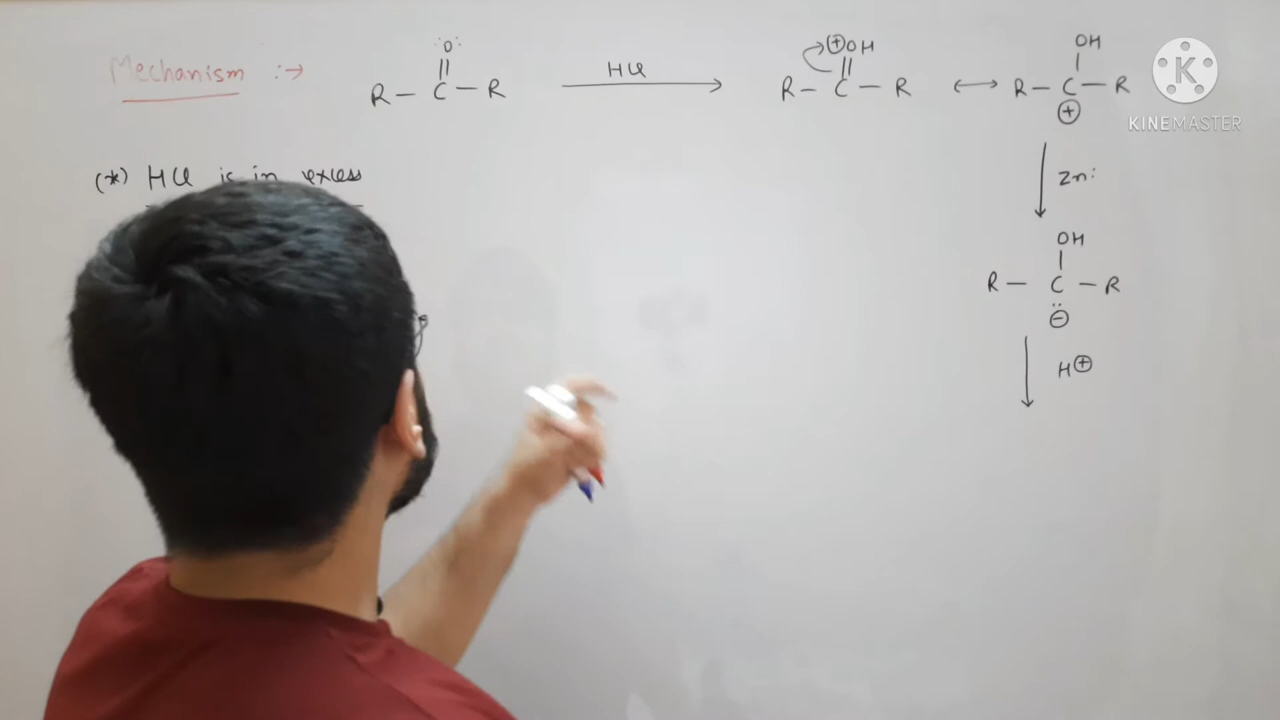 Mechanism :→
:O:
||
R – C – R
HCl
⊕OH
||
R – C – R
↔
OH
|
R – C – R
⊕
K
KINEMASTER
(*) HCl is in excess
Zn:
OH
|
R – C – R
..
⊖
H⊕